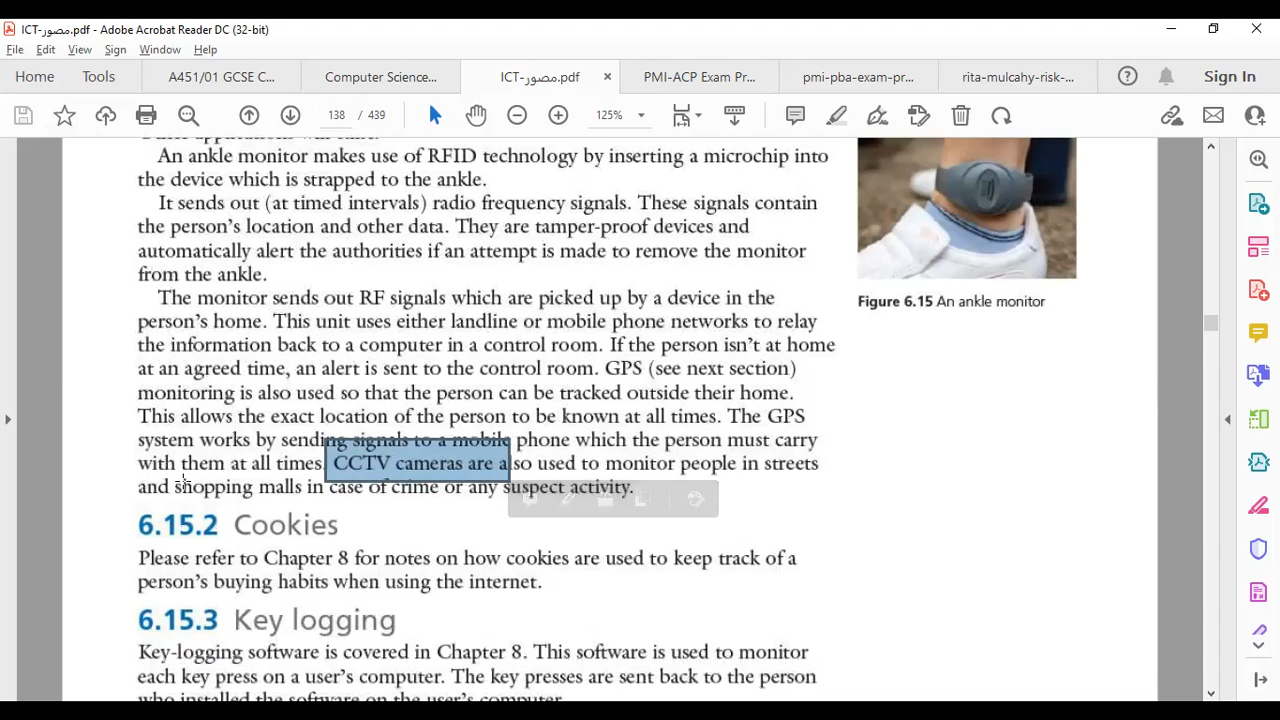 ICT-مصور.pdf - Adobe Acrobat Reader DC (32-bit)
File Edit View Sign Window Help
Home Tools A451/01 GCSE C... Computer Science... ICT-مصور.pdf × PMI-ACP Exam Pr... pmi-pba-exam-pr... rita-mulcahy-risk-... Sign In
138 / 439 125%
An ankle monitor makes use of RFID technology by inserting a microchip into
the device which is strapped to the ankle.
It sends out (at timed intervals) radio frequency signals. These signals contain
the person's location and other data. They are tamper-proof devices and
automatically alert the authorities if an attempt is made to remove the monitor
from the ankle.
The monitor sends out RF signals which are picked up by a device in the
person's home. This unit uses either landline or mobile phone networks to relay
the information back to a computer in a control room. If the person isn't at home
at an agreed time, an alert is sent to the control room. GPS (see next section)
monitoring is also used so that the person can be tracked outside their home.
This allows the exact location of the person to be known at all times. The GPS
system works by sending signals to a mobile phone which the person must carry
with them at all times. CCTV cameras are also used to monitor people in streets
and shopping malls in case of crime or any suspect activity.
Figure 6.15 An ankle monitor
6.15.2 Cookies
Please refer to Chapter 8 for notes on how cookies are used to keep track of a
person's buying habits when using the internet.
6.15.3 Key logging
Key-logging software is covered in Chapter 8. This software is used to monitor
each key press on a user's computer. The key presses are sent back to the person
who installed the software on the user's computer.